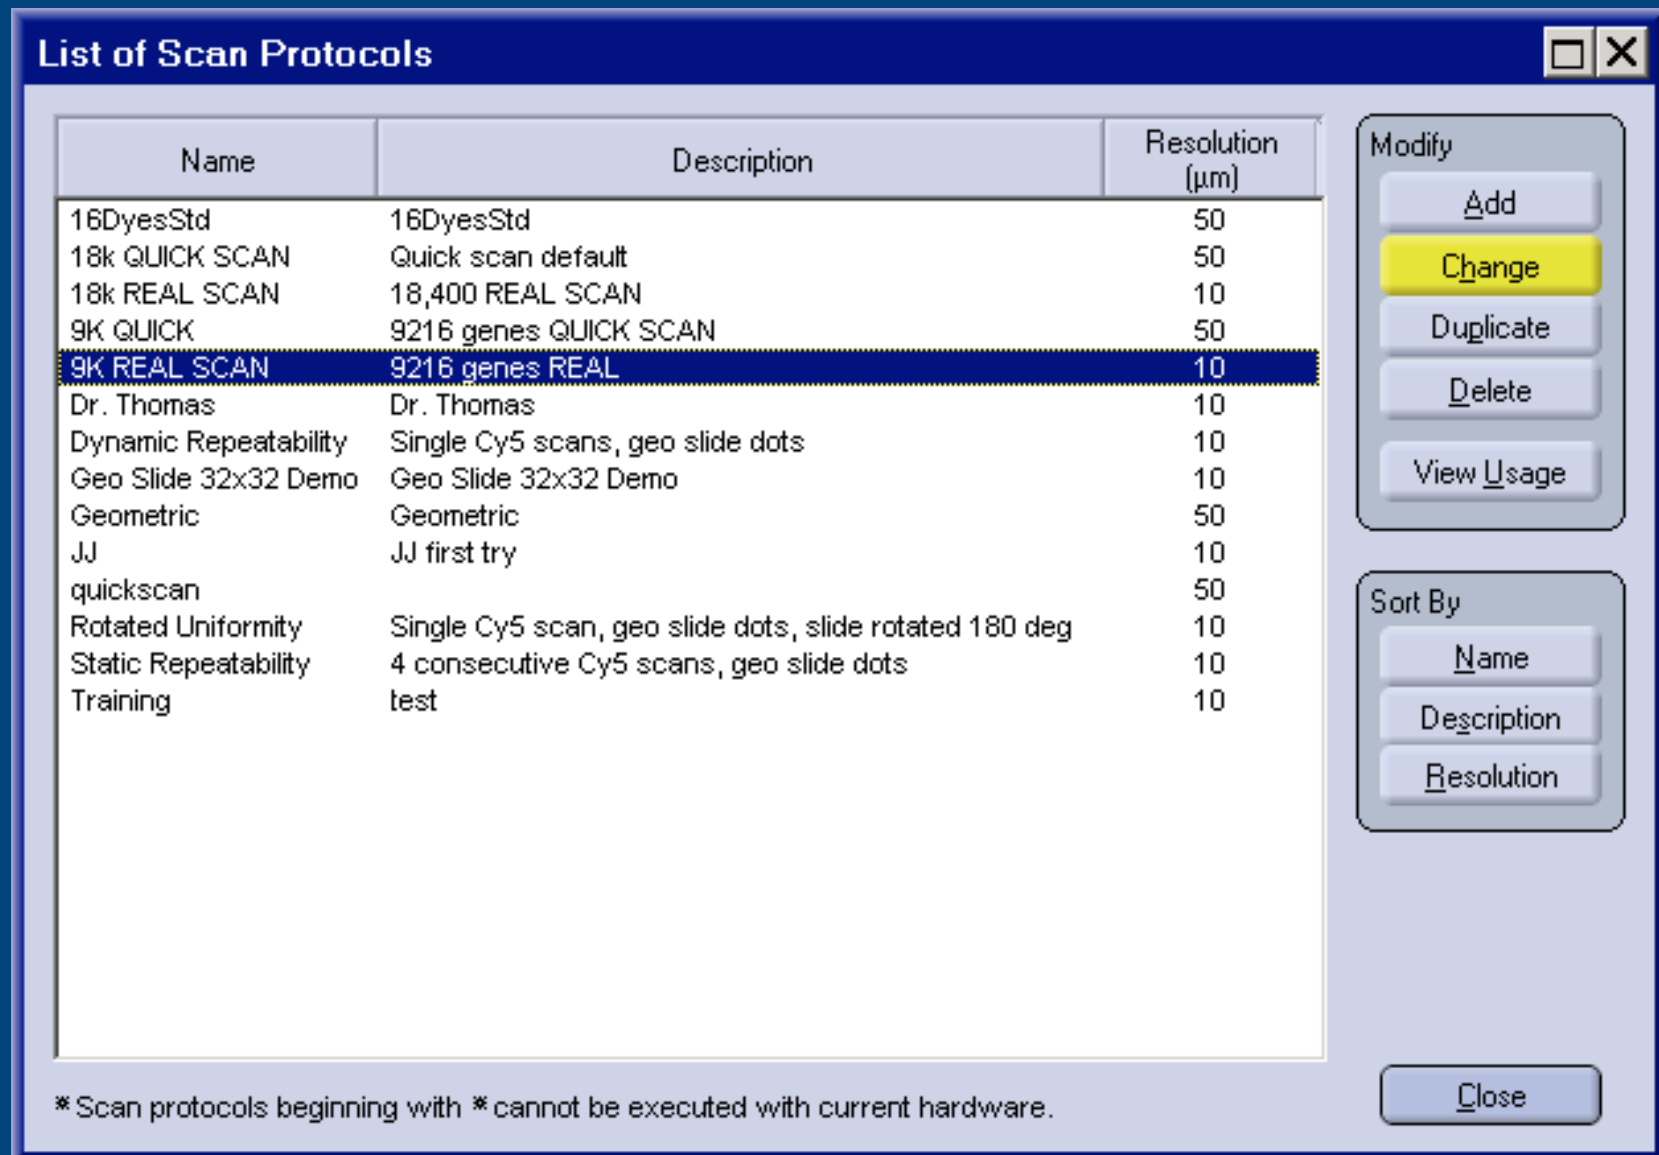 List of Scan Protocols
Name Description Resolution (µm)
16DyesStd 16DyesStd 50
18k QUICK SCAN Quick scan default 50
18k REAL SCAN 18,400 REAL SCAN 10
9K QUICK 9216 genes QUICK SCAN 50
9K REAL SCAN 9216 genes REAL 10
Dr. Thomas Dr. Thomas 10
Dynamic Repeatability Single Cy5 scans, geo slide dots 10
Geo Slide 32x32 Demo Geo Slide 32x32 Demo 10
Geometric Geometric 50
JJ JJ first try 10
quickscan 50
Rotated Uniformity Single Cy5 scan, geo slide dots, slide rotated 180 deg 10
Static Repeatability 4 consecutive Cy5 scans, geo slide dots 10
Training test 10
* Scan protocols beginning with * cannot be executed with current hardware.
Modify
Add
Change
Duplicate
Delete
View Usage
Sort By
Name
Description
Resolution
Close